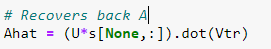 # Recovers back A
Ahat = (U*s[None,:]).dot(Vtr)